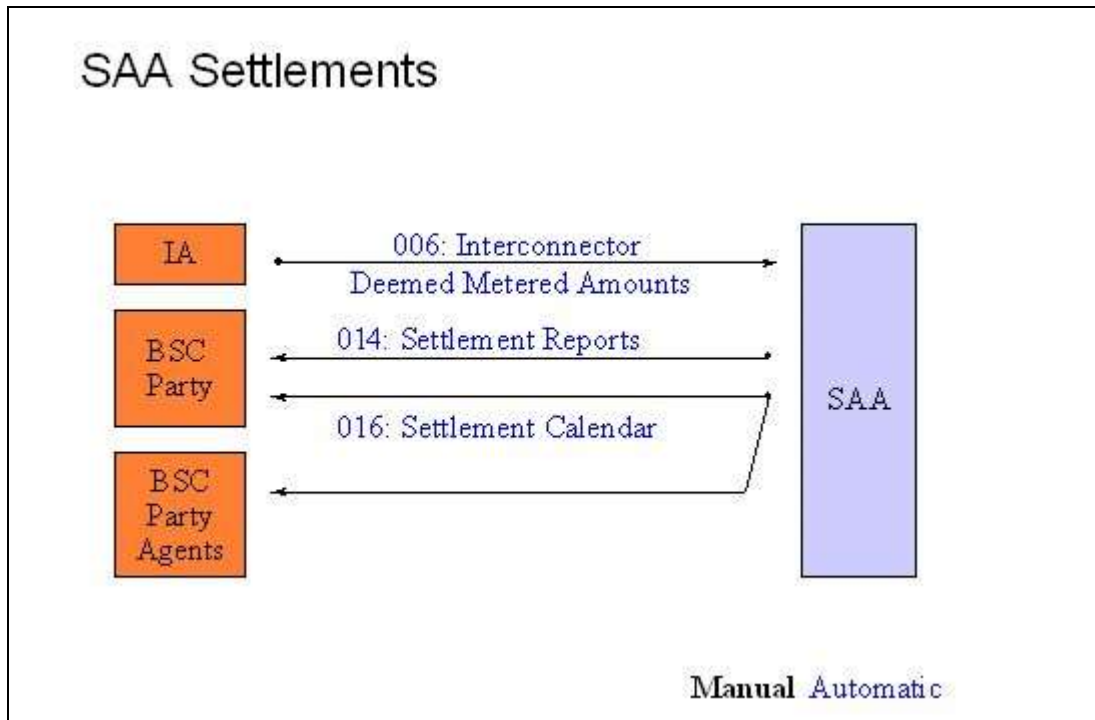 SAA Settlements
IA
006: Interconnector
Deemed Metered Amounts
BSC
Party
014: Settlement Reports
016: Settlement Calendar
SAA
BSC
Party
Agents
Manual Automatic